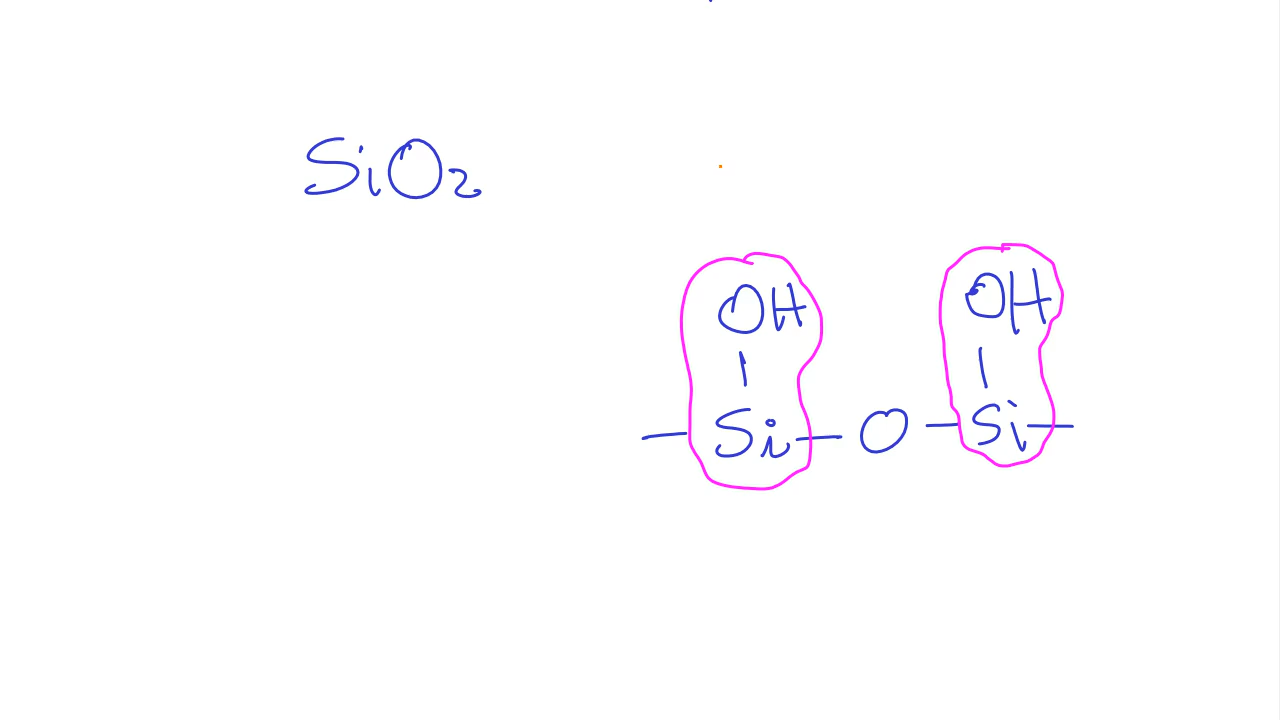 SiO₂
OH OH
| |
— Si — O — Si —